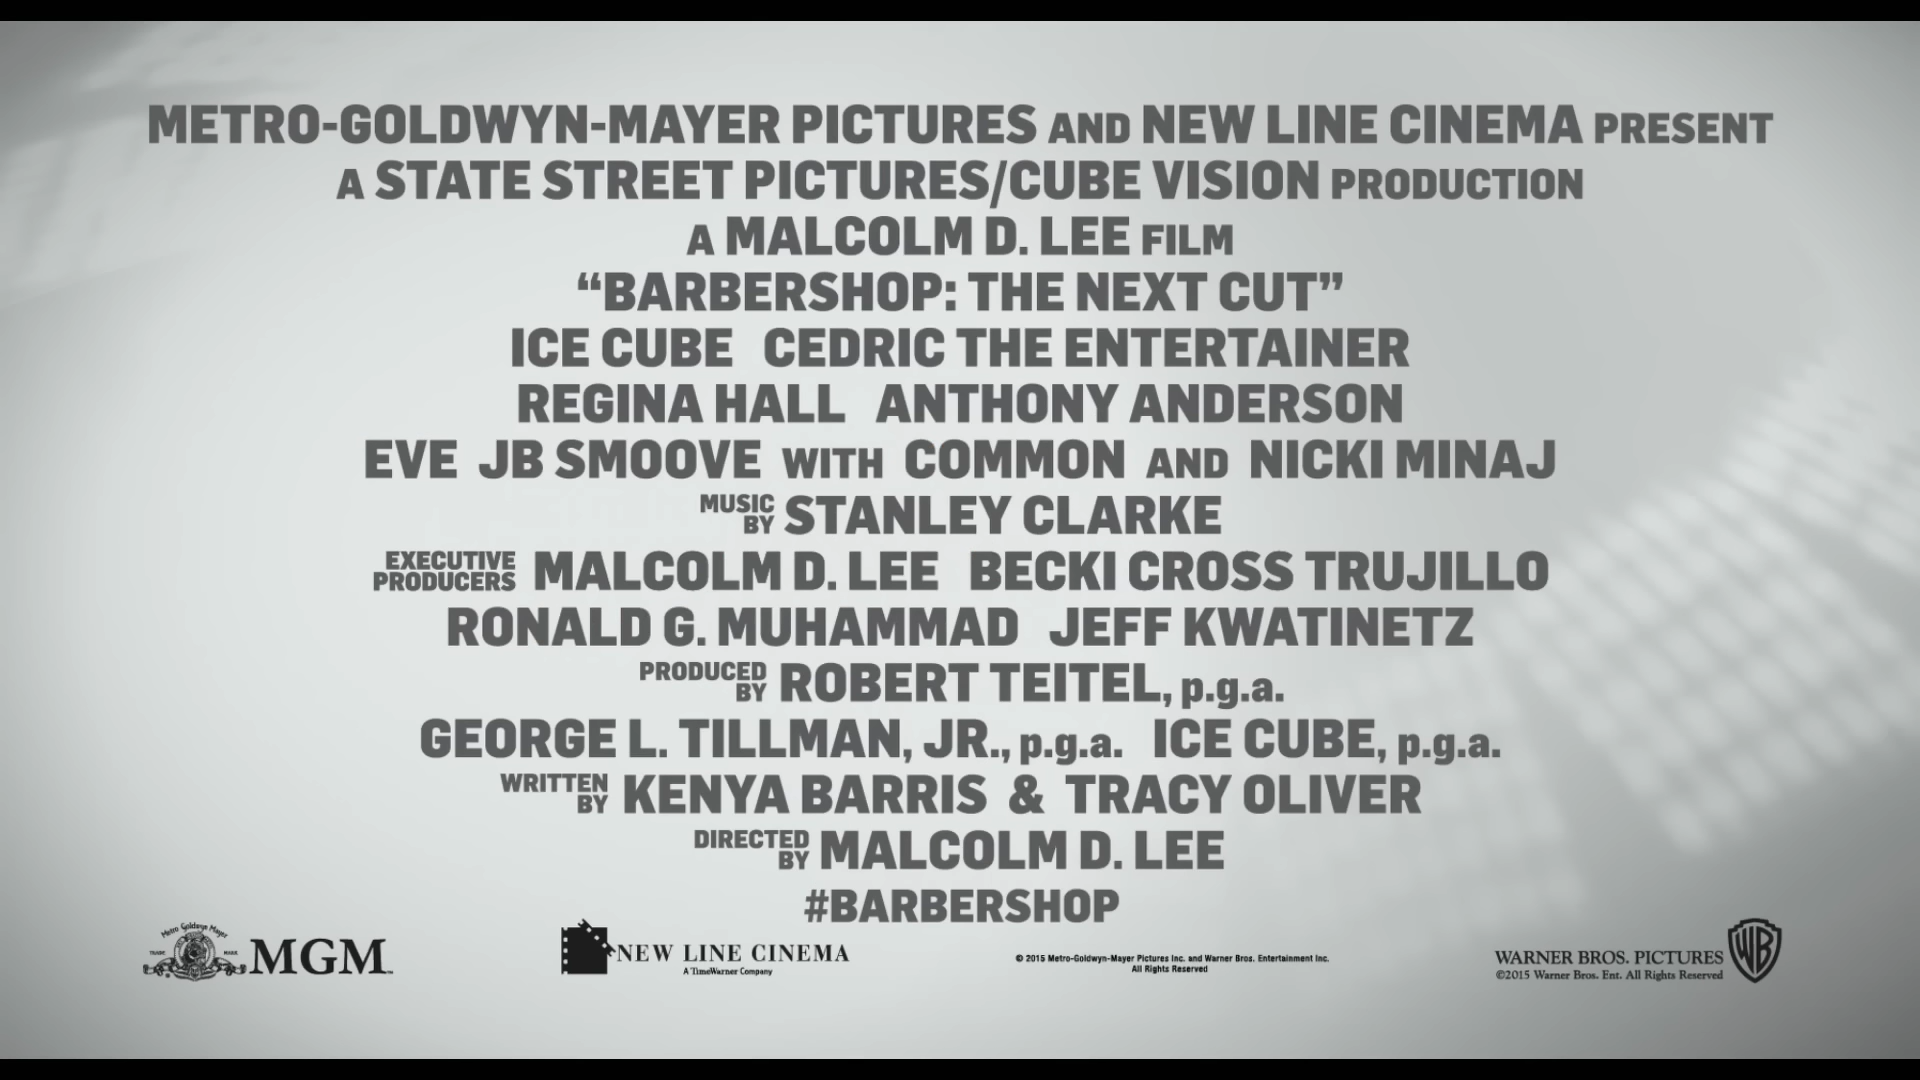 METRO-GOLDWYN-MAYER PICTURES AND NEW LINE CINEMA PRESENT
A STATE STREET PICTURES/CUBE VISION PRODUCTION
A MALCOLM D. LEE FILM
“BARBERSHOP: THE NEXT CUT”
ICE CUBE CEDRIC THE ENTERTAINER
REGINA HALL ANTHONY ANDERSON
EVE JB SMOOVE WITH COMMON AND NICKI MINAJ
MUSIC BY STANLEY CLARKE
EXECUTIVE PRODUCERS MALCOLM D. LEE BECKI CROSS TRUJILLO
RONALD G. MUHAMMAD JEFF KWATINETZ
PRODUCED BY ROBERT TEITEL, p.g.a.
GEORGE L. TILLMAN, JR., p.g.a. ICE CUBE, p.g.a.
WRITTEN BY KENYA BARRIS & TRACY OLIVER
DIRECTED BY MALCOLM D. LEE
#BARBERSHOP
Metro Goldwyn Mayer
TRADE MARK
MGM
NEW LINE CINEMA
A TimeWarner Company
© 2015 Metro-Goldwyn-Mayer Pictures Inc. and Warner Bros. Entertainment Inc.
All Rights Reserved
WARNER BROS. PICTURES
©2015 Warner Bros. Ent. All Rights Reserved
WB